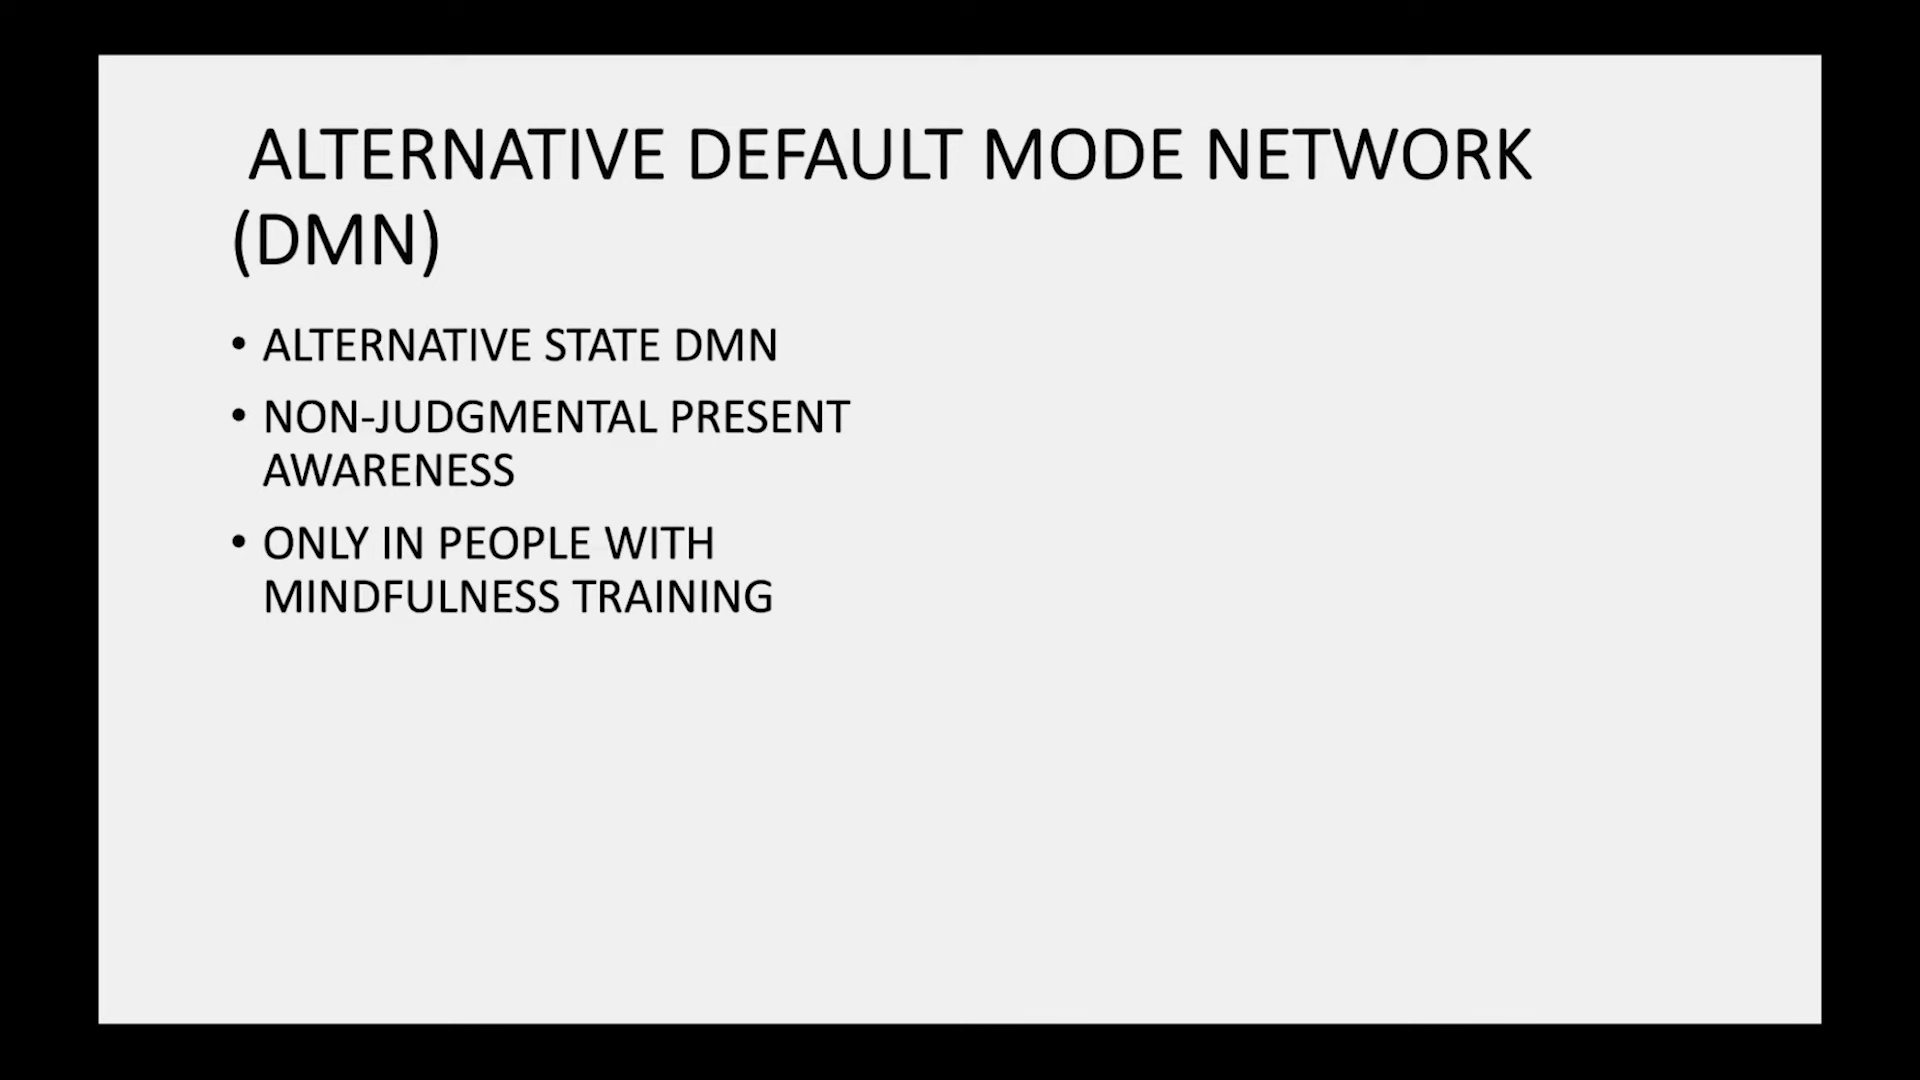 ALTERNATIVE DEFAULT MODE NETWORK
(DMN)
• ALTERNATIVE STATE DMN
• NON-JUDGMENTAL PRESENT
AWARENESS
• ONLY IN PEOPLE WITH
MINDFULNESS TRAINING